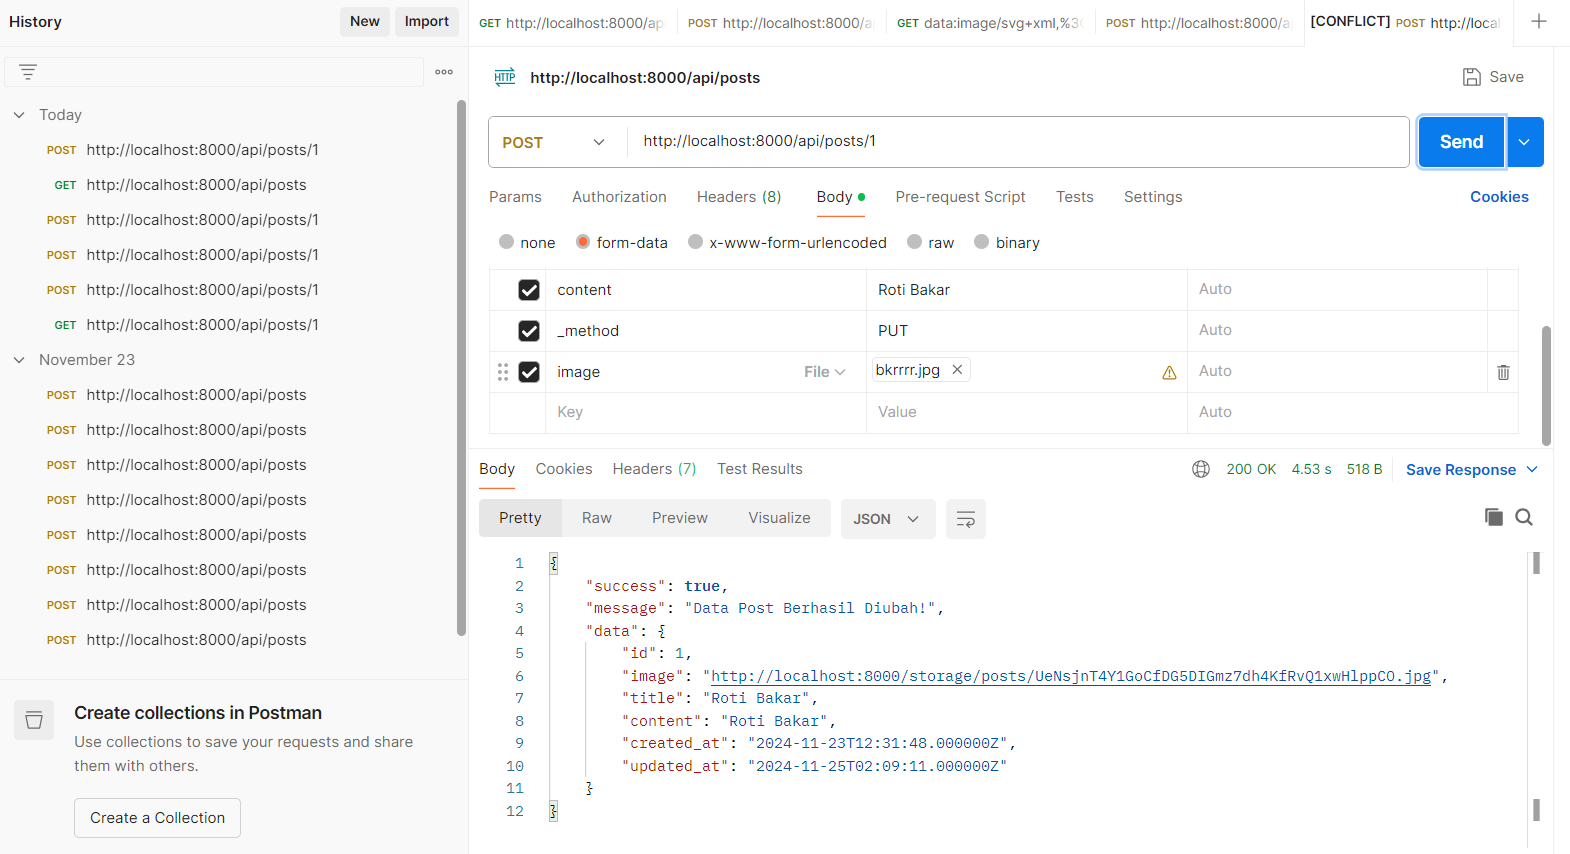 History
New
Import
Today
POST http://localhost:8000/api/posts/1
GET http://localhost:8000/api/posts
POST http://localhost:8000/api/posts/1
POST http://localhost:8000/api/posts/1
POST http://localhost:8000/api/posts/1
GET http://localhost:8000/api/posts/1
November 23
POST http://localhost:8000/api/posts
POST http://localhost:8000/api/posts
POST http://localhost:8000/api/posts
POST http://localhost:8000/api/posts
POST http://localhost:8000/api/posts
POST http://localhost:8000/api/posts
POST http://localhost:8000/api/posts
POST http://localhost:8000/api/posts
Create collections in Postman
Use collections to save your requests and share
them with others.
Create a Collection
GET http://localhost:8000/ap POST http://localhost:8000/a GET data:image/svg+xml,%3 POST http://localhost:8000/a [CONFLICT] POST http://loca
HTTP http://localhost:8000/api/posts Save
POST http://localhost:8000/api/posts/1 Send
Params Authorization Headers (8) Body Pre-request Script Tests Settings Cookies
none form-data x-www-form-urlencoded raw binary
content Roti Bakar Auto
_method PUT Auto
image File bkrrrr.jpg Auto
Key Value Auto
Body Cookies Headers (7) Test Results 200 OK 4.53 s 518 B Save Response
Pretty Raw Preview Visualize JSON
1 {
2 "success": true,
3 "message": "Data Post Berhasil Diubah!",
4 "data": {
5 "id": 1,
6 "image": "http://localhost:8000/storage/posts/UeNsjnT4Y1GoCfDG5DIGmz7dh4KfRvQ1xwHlppCO.jpg",
7 "title": "Roti Bakar",
8 "content": "Roti Bakar",
9 "created_at": "2024-11-23T12:31:48.000000Z",
10 "updated_at": "2024-11-25T02:09:11.000000Z"
11 }
12 }